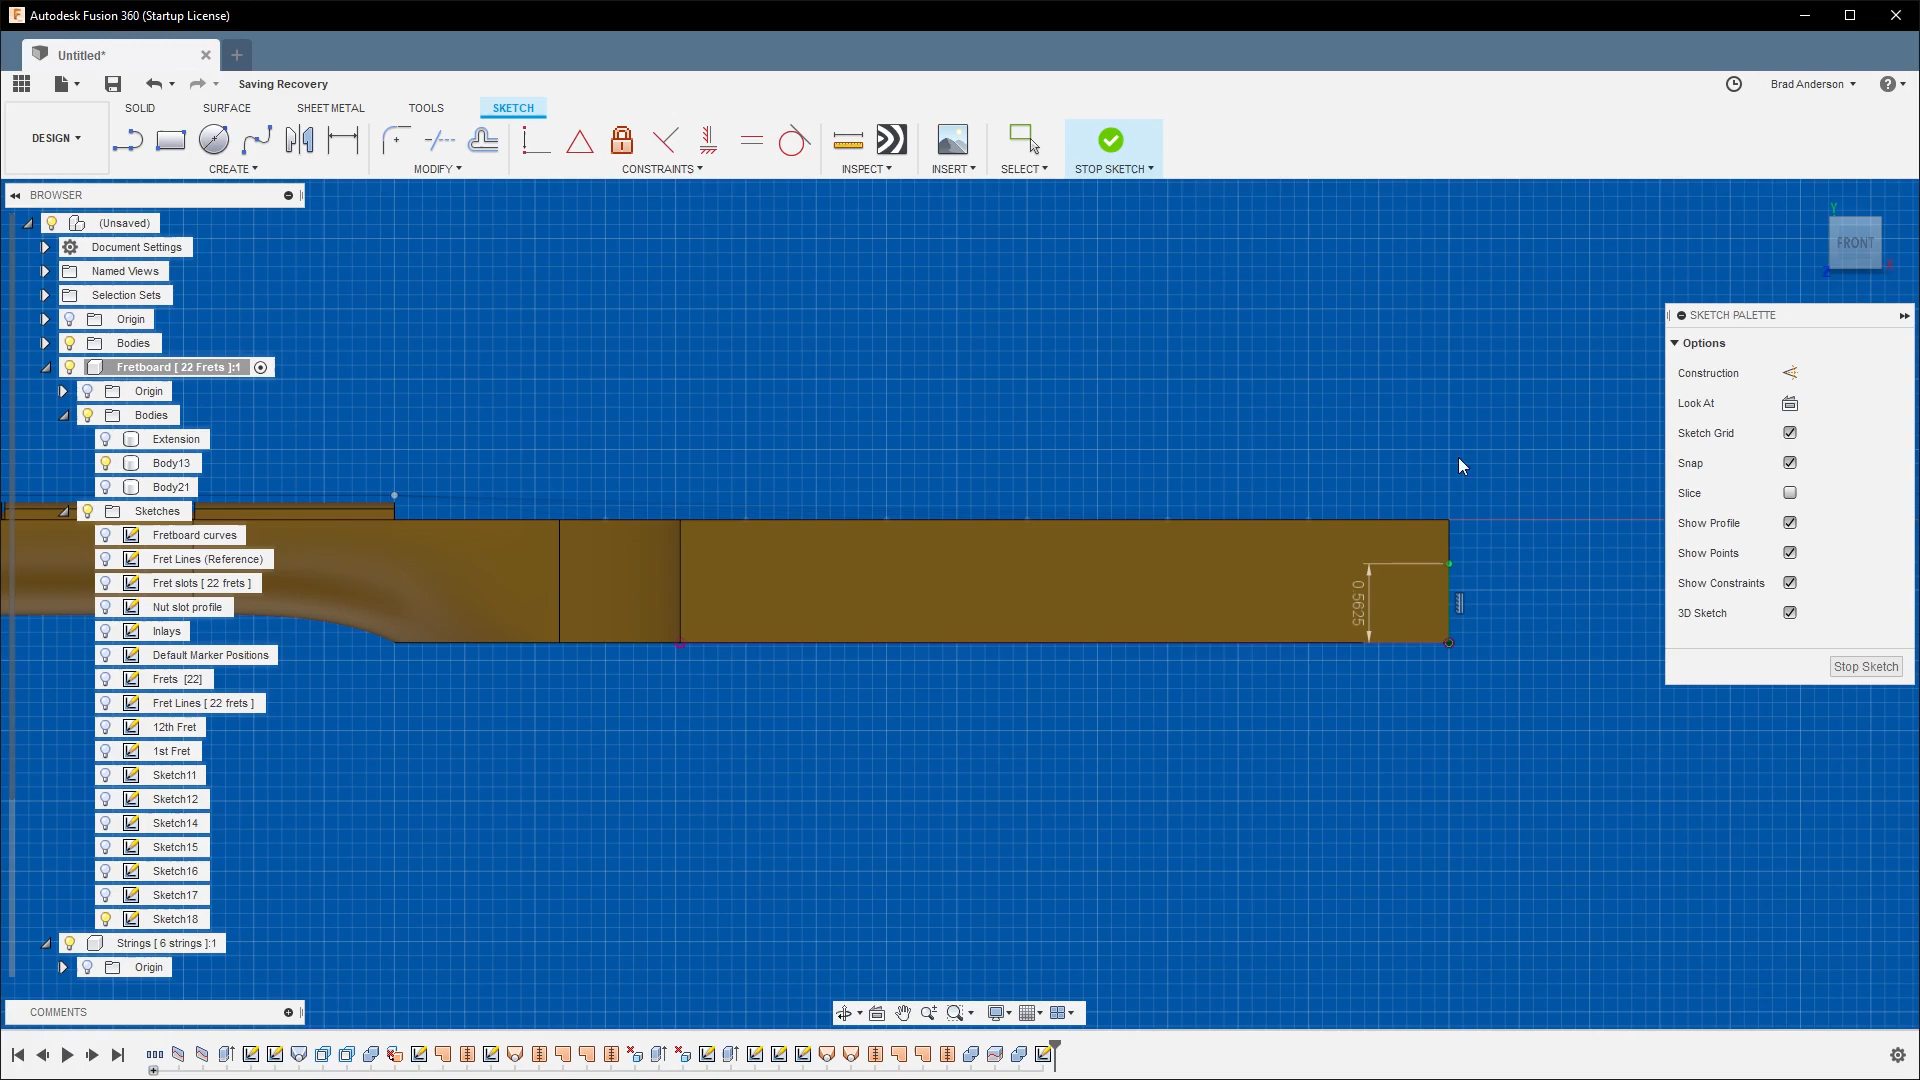 Autodesk Fusion 360 (Startup License)
Untitled*
Saving Recovery
Brad Anderson
SOLID SURFACE SHEET METAL TOOLS SKETCH
DESIGN
CREATE MODIFY CONSTRAINTS INSPECT INSERT SELECT STOP SKETCH
BROWSER
(Unsaved)
Document Settings
Named Views
Selection Sets
Origin
Bodies
Fretboard [ 22 Frets ]:1
Origin
Bodies
Extension
Body13
Body21
Sketches
Fretboard curves
Fret Lines (Reference)
Fret slots [ 22 frets ]
Nut slot profile
Inlays
Default Marker Positions
Frets [22]
Fret Lines [ 22 frets ]
12th Fret
1st Fret
Sketch11
Sketch12
Sketch14
Sketch15
Sketch16
Sketch17
Sketch18
Strings [ 6 strings ]:1
Origin
COMMENTS
0.5625
Y
FRONT
X
Z
SKETCH PALETTE
Options
Construction
Look At
Sketch Grid
Snap
Slice
Show Profile
Show Points
Show Constraints
3D Sketch
Stop Sketch